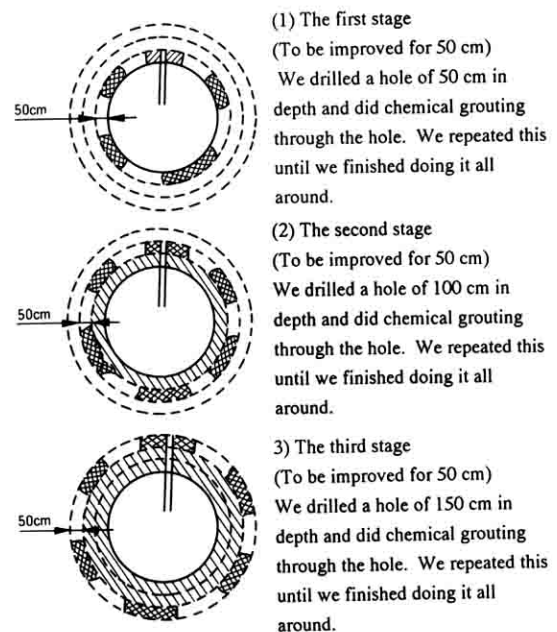 (1) The first stage
(To be improved for 50 cm)
We drilled a hole of 50 cm in
depth and did chemical grouting
through the hole. We repeated this
until we finished doing it all
around.
50cm
(2) The second stage
(To be improved for 50 cm)
We drilled a hole of 100 cm in
depth and did chemical grouting
through the hole. We repeated this
until we finished doing it all
around.
50cm
3) The third stage
(To be improved for 50 cm)
We drilled a hole of 150 cm in
depth and did chemical grouting
through the hole. We repeated this
until we finished doing it all
around.
50cm